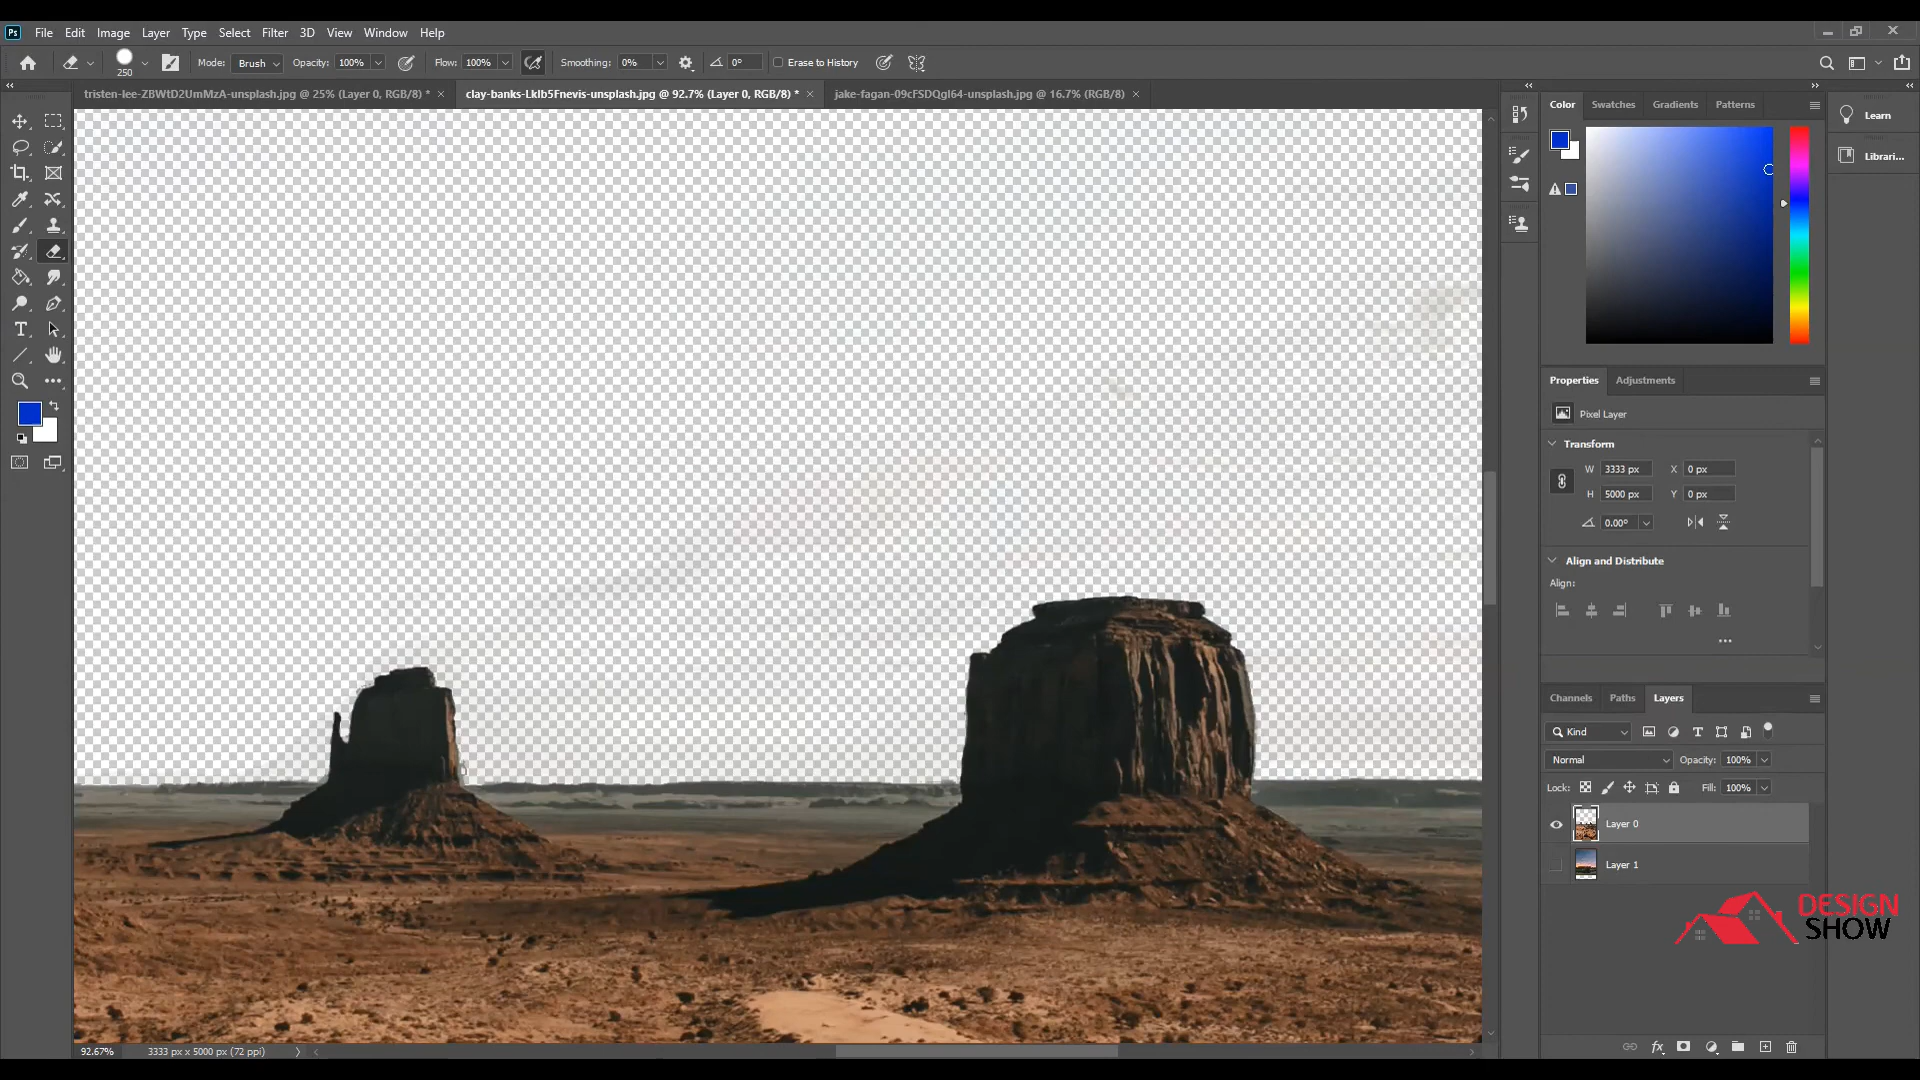 Ps File Edit Image Layer Type Select Filter 3D View Window Help
250 Mode: Brush Opacity: 100% Flow: 100% Smoothing: 0% 0° Erase to History
tristen-lee-ZBWtD2UmMzA-unsplash.jpg @ 25% (Layer 0, RGB/8) * clay-banks-LkIb5Fnevis-unsplash.jpg @ 92.7% (Layer 0, RGB/8) * jake-fagan-09cFSDQgl64-unsplash.jpg @ 16.7% (RGB/8)
Color Swatches Gradients Patterns
Learn
Librari...
Properties Adjustments
Pixel Layer
Transform
W 3333 px X 0 px
H 5000 px Y 0 px
0.00°
Align and Distribute
Align:
Channels Paths Layers
Kind
Normal Opacity: 100%
Lock: Fill: 100%
Layer 0
Layer 1
DESIGN
SHOW
fx
92.67% 3333 px x 5000 px (72 ppi)